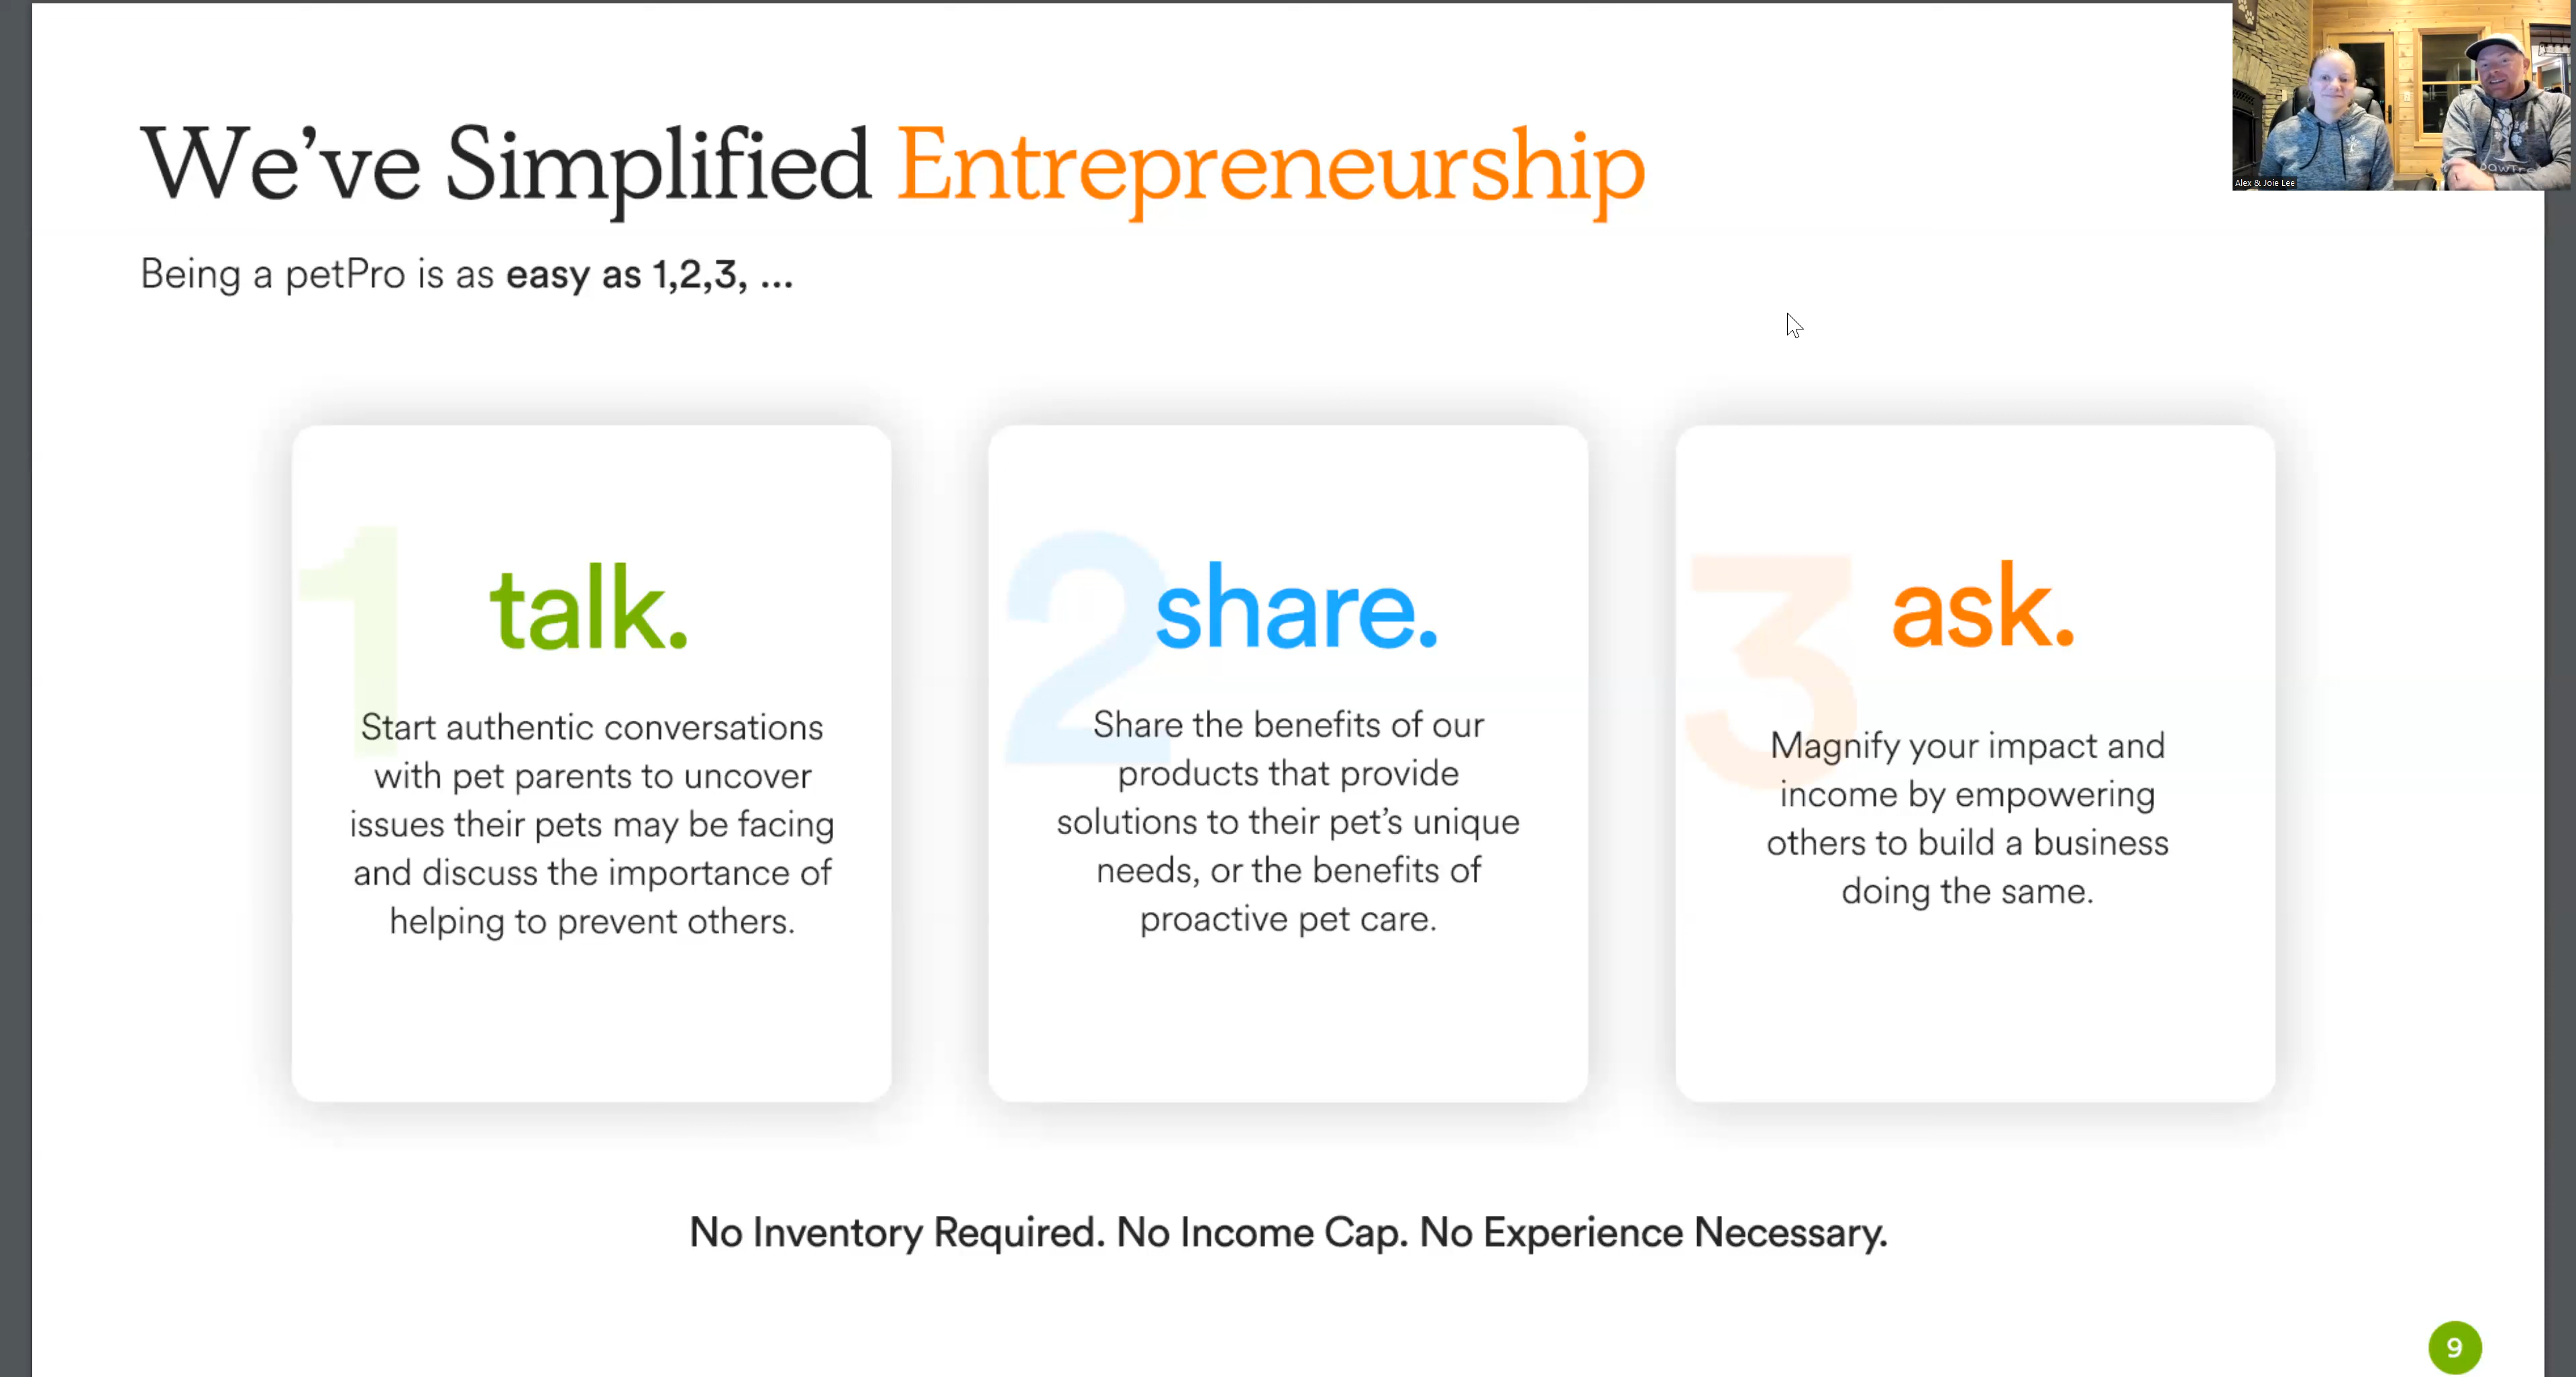 We've Simplified Entrepreneurship
Being a petPro is as easy as 1,2,3, ...
Alex & Joie Lee
1
talk.
Start authentic conversations
with pet parents to uncover
issues their pets may be facing
and discuss the importance of
helping to prevent others.
2
share.
Share the benefits of our
products that provide
solutions to their pet's unique
needs, or the benefits of
proactive pet care.
3
ask.
Magnify your impact and
income by empowering
others to build a business
doing the same.
No Inventory Required. No Income Cap. No Experience Necessary.
9